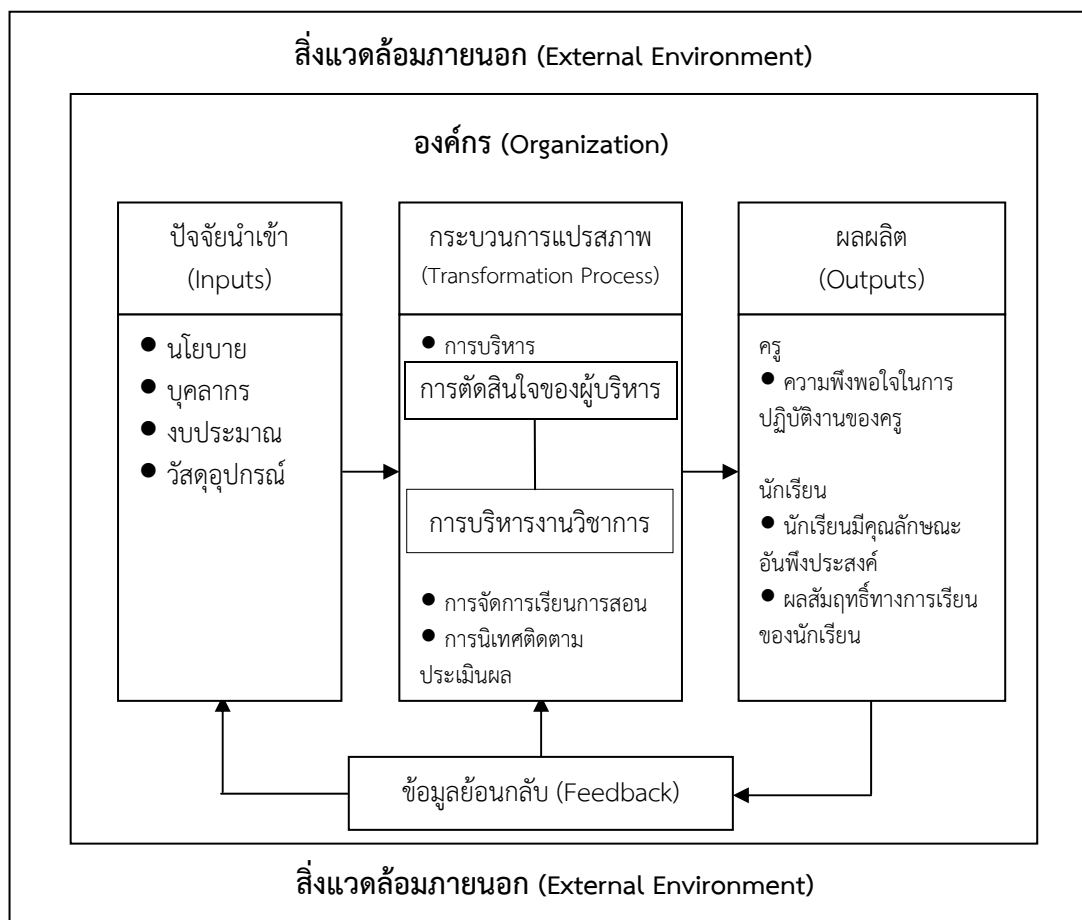 สิ่งแวดล้อมภายนอก (External Environment)
องค์กร (Organization)
ปัจจัยนำเข้า
(Inputs)
● นโยบาย
● บุคลากร
● งบประมาณ
● วัสดุอุปกรณ์
กระบวนการแปรสภาพ
(Transformation Process)
● การบริหาร
การตัดสินใจของผู้บริหาร
การบริหารงานวิชาการ
● การจัดการเรียนการสอน
● การนิเทศติดตาม
ประเมินผล
ผลผลิต
(Outputs)
ครู
● ความพึงพอใจในการ
ปฏิบัติงานของครู
นักเรียน
● นักเรียนมีคุณลักษณะ
อันพึงประสงค์
● ผลสัมฤทธิ์ทางการเรียน
ของนักเรียน
ข้อมูลย้อนกลับ (Feedback)
สิ่งแวดล้อมภายนอก (External Environment)